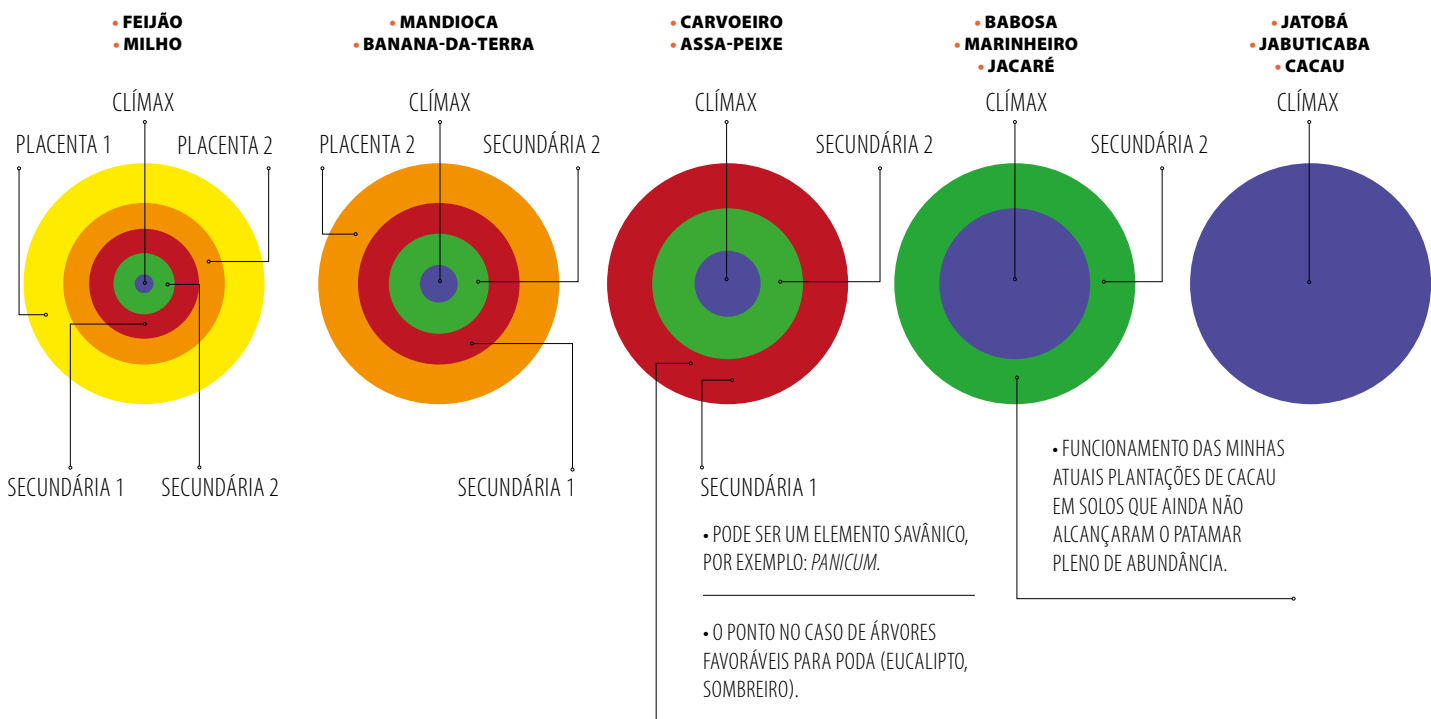 • FEIJÃO
• MILHO
CLÍMAX
PLACENTA 1
PLACENTA 2
SECUNDÁRIA 1
SECUNDÁRIA 2
• MANDIOCA
• BANANA-DA-TERRA
CLÍMAX
PLACENTA 2
SECUNDÁRIA 2
SECUNDÁRIA 1
• CARVOEIRO
• ASSA-PEIXE
CLÍMAX
SECUNDÁRIA 2
SECUNDÁRIA 1
• PODE SER UM ELEMENTO SAVÂNICO,
POR EXEMPLO: PANICUM.
• O PONTO NO CASO DE ÁRVORES
FAVORÁVEIS PARA PODA (EUCALIPTO,
SOMBREIRO).
• BABOSA
• MARINHEIRO
• JACARÉ
CLÍMAX
SECUNDÁRIA 2
• FUNCIONAMENTO DAS MINHAS
ATUAIS PLANTAÇÕES DE CACAU
EM SOLOS QUE AINDA NÃO
ALCANÇARAM O PATAMAR
PLENO DE ABUNDÂNCIA.
• JATOBÁ
• JABUTICABA
• CACAU
CLÍMAX